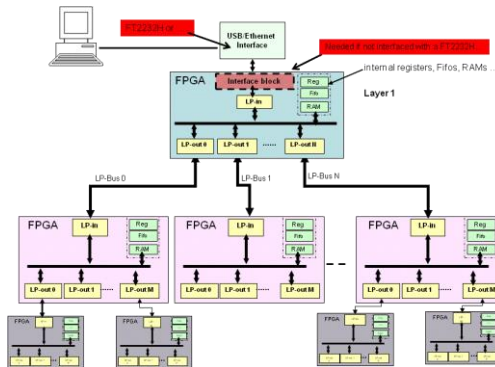 FT2232H or ...
USB/Ethernet
Interface
Needed if not interfaced with a FT2232H
FPGA
Interface block
Reg
Fifo
RAM
internal registers, Fifos, RAMs ...
LP-in
Layer 1
LP-out 0
LP-out 1
......
LP-out N
LP-Bus 0
LP-Bus 1
LP-Bus N
FPGA
LP-in
Reg
Fifo
RAM
LP-out 0
LP-out 1
......
LP-out M
FPGA
LP-in
Reg
Fifo
RAM
LP-out 0
LP-out 1
......
LP-out M
FPGA
LP-in
Reg
Fifo
RAM
LP-out 0
LP-out 1
......
LP-out M
FPGA
FPGA
FPGA
FPGA